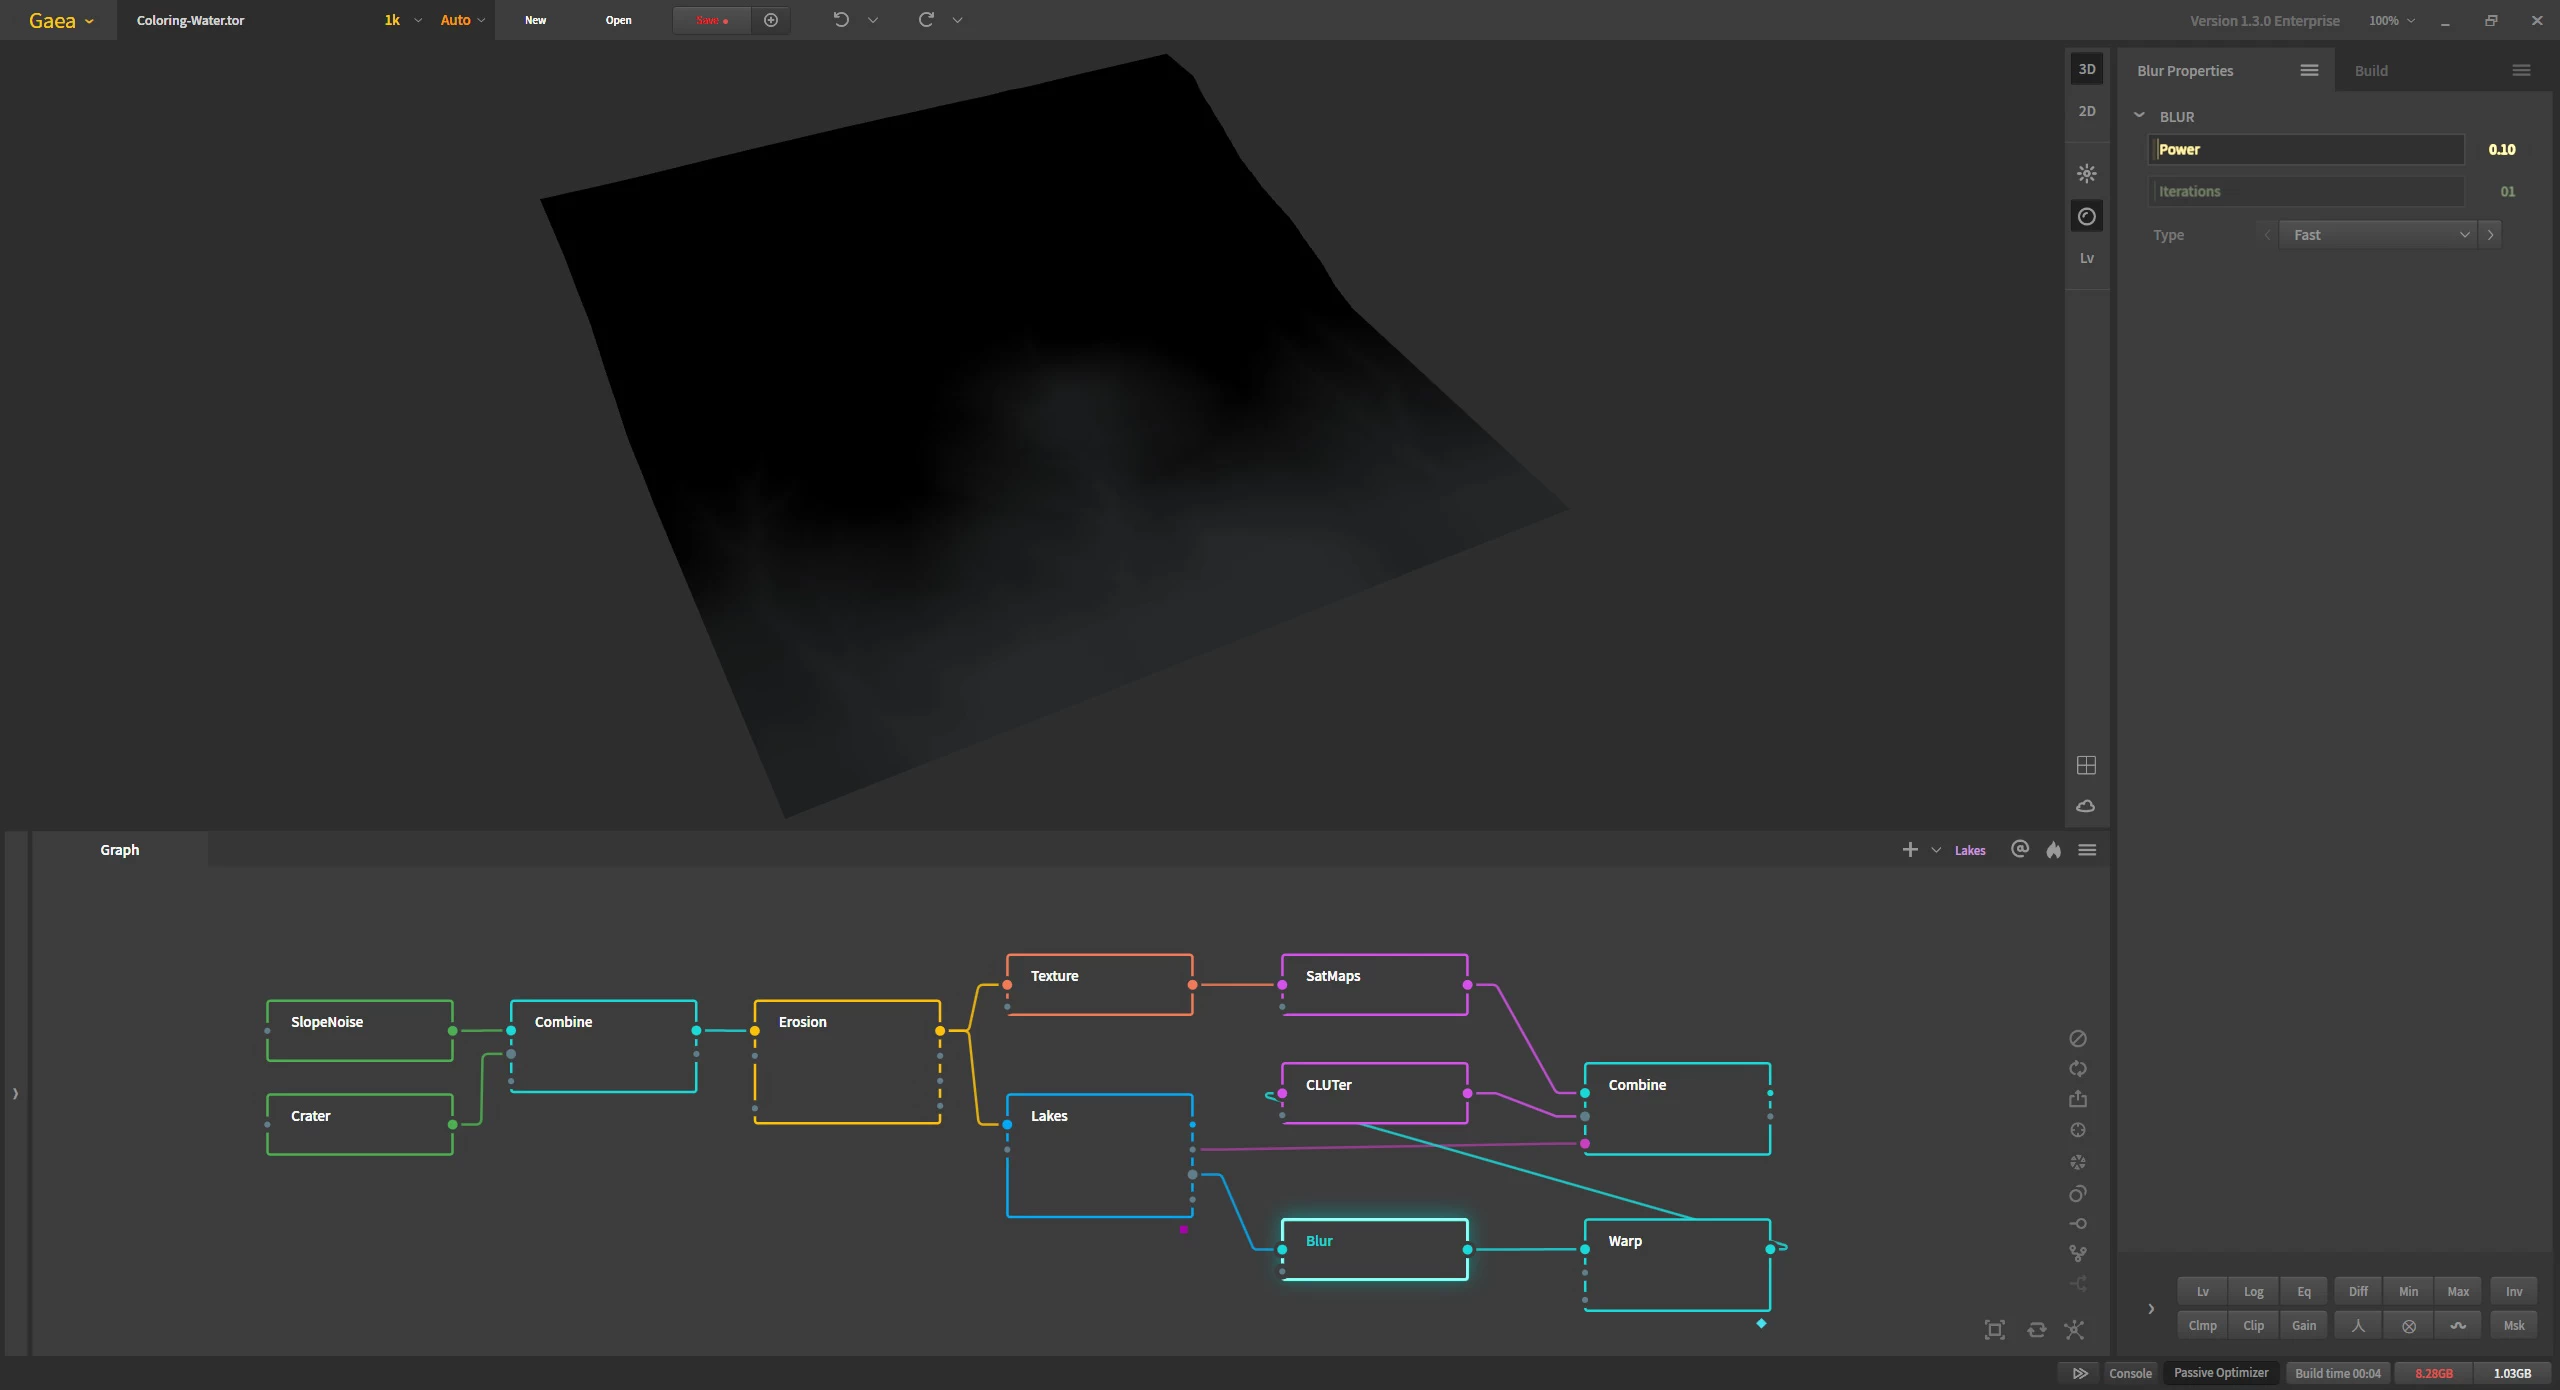 Gaea
Coloring-Water.tor
1k
Auto
New
Open
Save
Version 1.3.0 Enterprise
100%
3D
2D
Lv
Blur Properties
Build
BLUR
Power
0.10
Iterations
01
Type
Fast
Graph
Lakes
Texture
SatMaps
SlopeNoise
Combine
Erosion
CLUTer
Combine
Crater
Lakes
Blur
Warp
Lv Log Eq Diff Min Max Inv
Clmp Clip Gain Msk
Console
Passive Optimizer
Build time 00:04
8.28GB
1.03GB